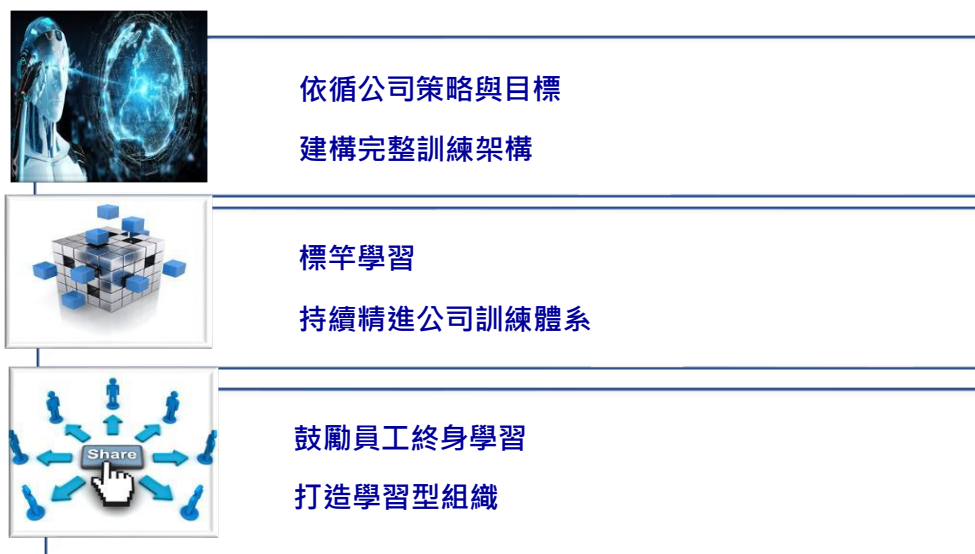 依循公司策略與目標
建構完整訓練架構
標竿學習
持續精進公司訓練體系
Share
鼓勵員工終身學習
打造學習型組織